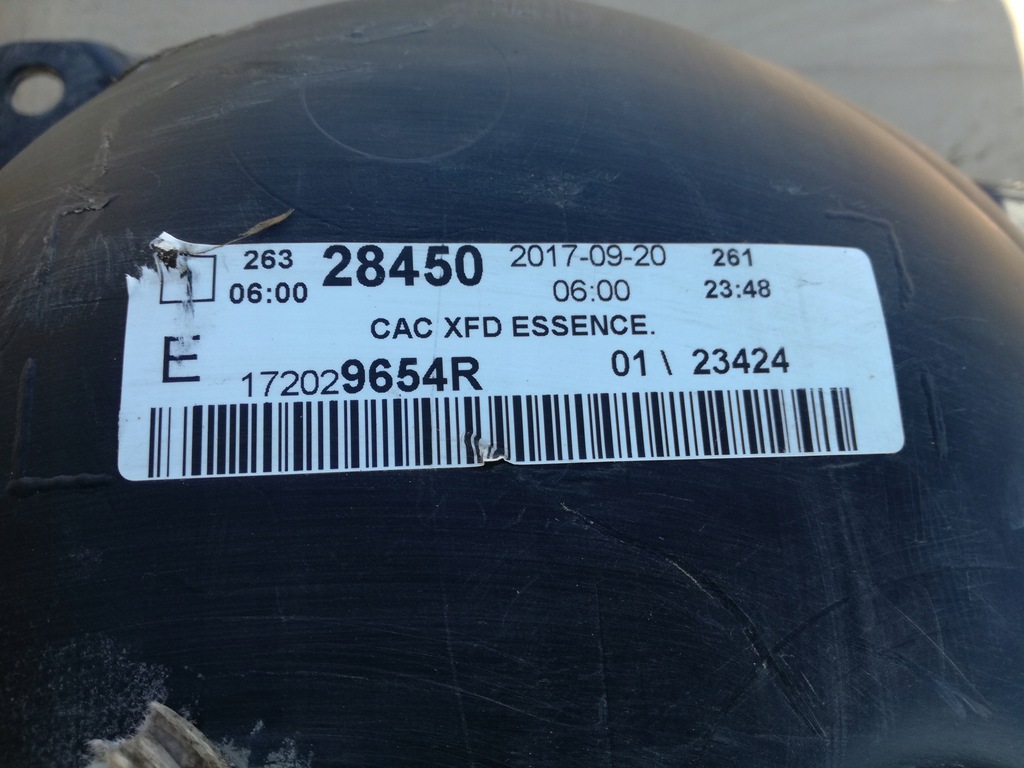 263 28450 2017-09-20 261
06:00 06:00 23:48
CAC XFD ESSENCE.
E 172029654R 01 \ 23424